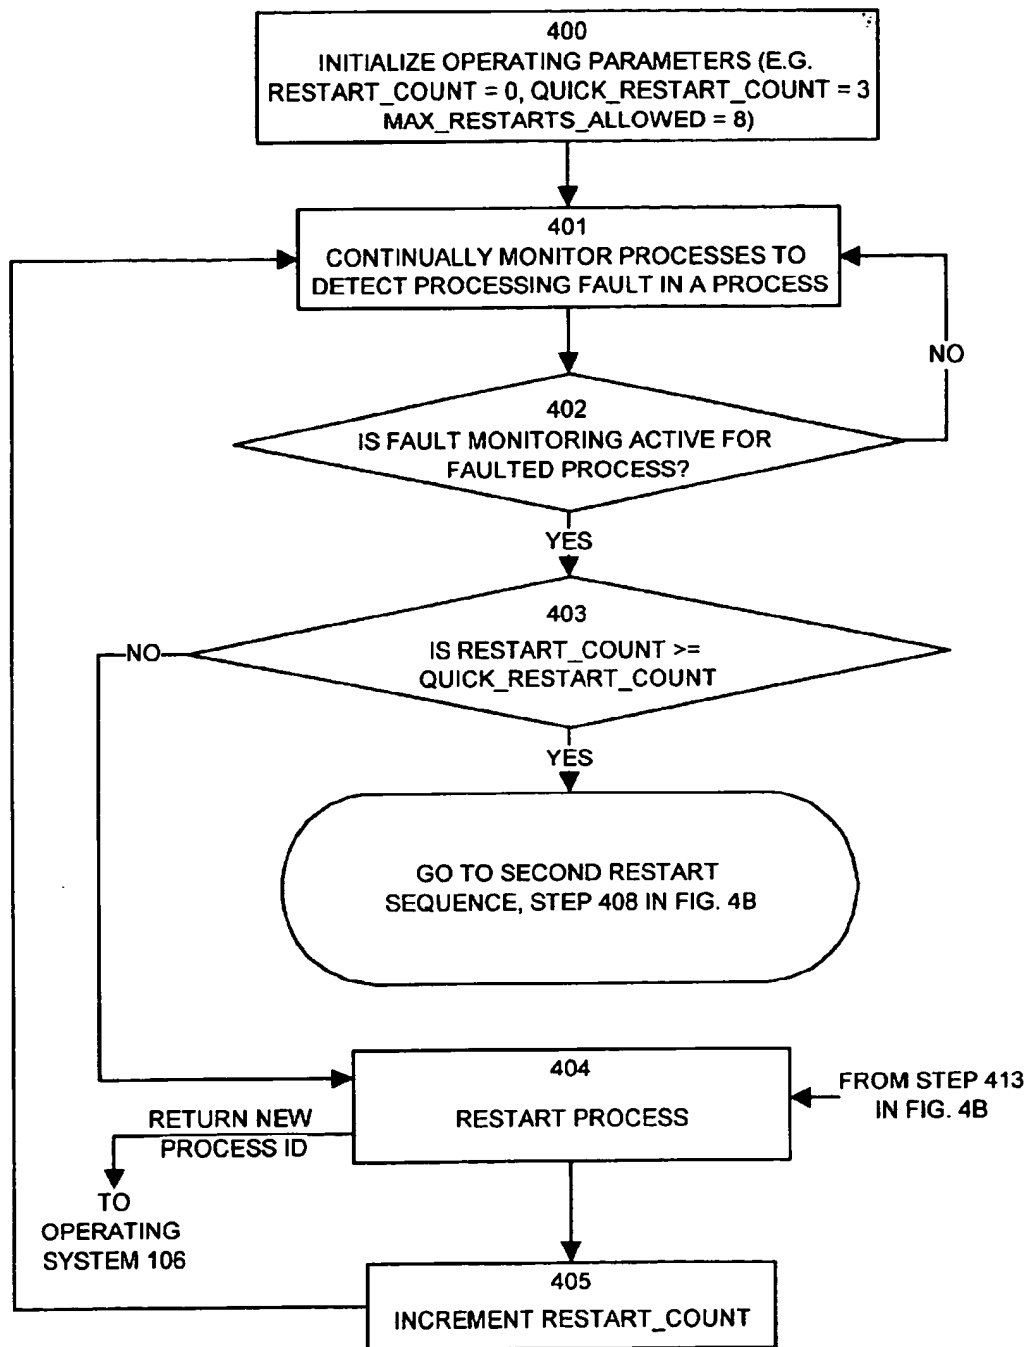 400
INITIALIZE OPERATING PARAMETERS (E.G.
RESTART_COUNT = 0, QUICK_RESTART_COUNT = 3
MAX_RESTARTS_ALLOWED = 8)
401
CONTINUALLY MONITOR PROCESSES TO
DETECT PROCESSING FAULT IN A PROCESS
NO
402
IS FAULT MONITORING ACTIVE FOR
FAULTED PROCESS?
YES
403
IS RESTART_COUNT >=
QUICK_RESTART_COUNT
NO
YES
GO TO SECOND RESTART
SEQUENCE, STEP 408 IN FIG. 4B
404
RESTART PROCESS
FROM STEP 413
IN FIG. 4B
RETURN NEW
PROCESS ID
TO
OPERATING
SYSTEM 106
405
INCREMENT RESTART_COUNT